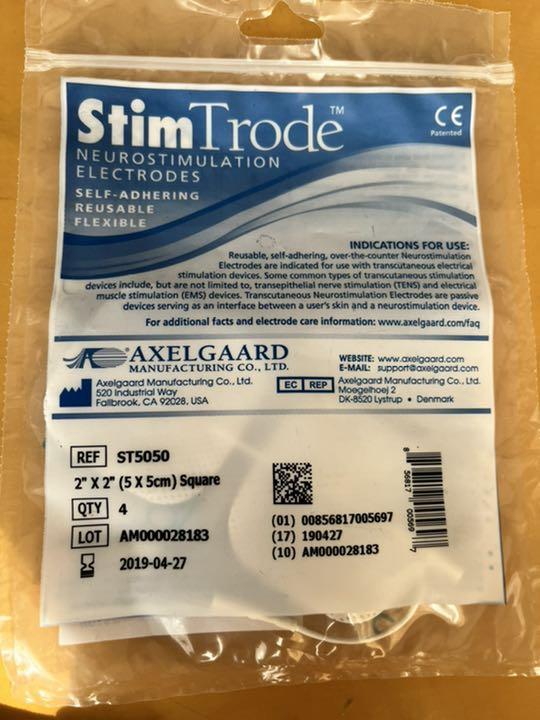 StimTrode™
CE
Patented
NEUROSTIMULATION
ELECTRODES
SELF-ADHERING
REUSABLE
FLEXIBLE
INDICATIONS FOR USE:
Reusable, self-adhering, over-the-counter Neurostimulation
Electrodes are indicated for use with transcutaneous electrical
stimulation devices. Some common types of transcutaneous stimulation
devices include, but are not limited to, transepithelial nerve stimulation (TENS) and electrical
muscle stimulation (EMS) devices. Transcutaneous Neurostimulation Electrodes are passive
devices serving as an interface between a user's skin and a neurostimulation device.
For additional facts and electrode care information: www.axelgaard.com/faq
AXELGAARD
MANUFACTURING CO., LTD.
Axelgaard Manufacturing Co., Ltd.
520 Industrial Way
Fallbrook, CA 92028, USA
WEBSITE: www.axelgaard.com
E-MAIL: support@axelgaard.com
EC REP
Axelgaard Manufacturing Co., Ltd.
Moegelhoej 2
DK-8520 Lystrup • Denmark
REF ST5050
2" X 2" (5 X 5cm) Square
QTY 4
LOT AM000028183
2019-04-27
(01) 00856817005697
(17) 190427
(10) AM000028183
8 56817 00569 7